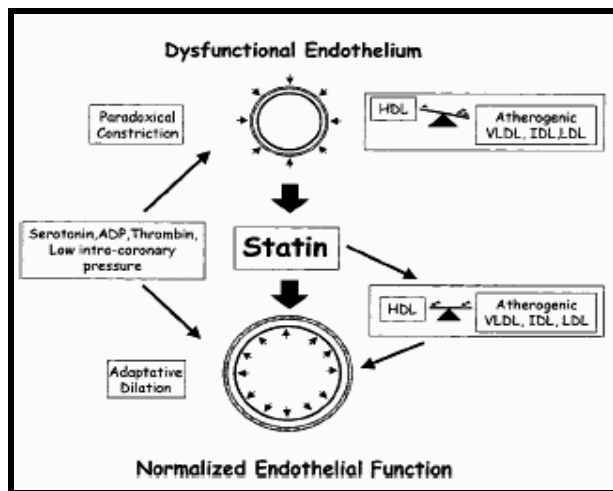 Dysfunctional Endothelium
Paradoxical
Constriction
HDL
Atherogenic
VLDL, IDL,LDL
Serotonin,ADP,Thrombin,
Low intra-coronary
pressure
Statin
HDL
Atherogenic
VLDL, IDL, LDL
Adaptative
Dilation
Normalized Endothelial Function